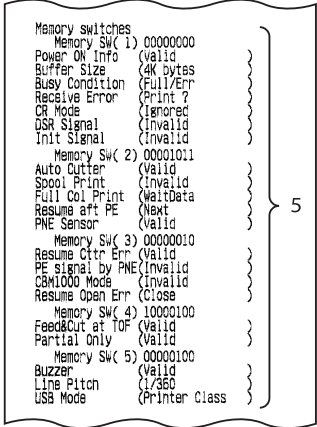 Memory switches
Memory SW( 1) 00000000
Power ON Info (Valid )
Buffer Size (4K bytes )
Busy Condition (Full/Err )
Receive Error (Print ? )
CR Mode (Ignored )
DSR Signal (Invalid )
Init Signal (Invalid )
Memory SW( 2) 00001011
Auto Cutter (Valid )
Spool Print (Invalid )
Full Col Print (WaitData )
Resume aft PE (Next )
PNE Sensor (Valid )
Memory SW( 3) 00000010
Resume Cttr Err (Valid )
PE signal by PNE(Invalid )
CBM1000 Mode (Invalid )
Resume Open Err (Close )
Memory SW( 4) 10000100
Feed&Cut at TOF (Valid )
Partial Only (Valid )
Memory SW( 5) 00000100
Buzzer (Valid )
Line Pitch (1/360 )
USB Mode (Printer Class )
5